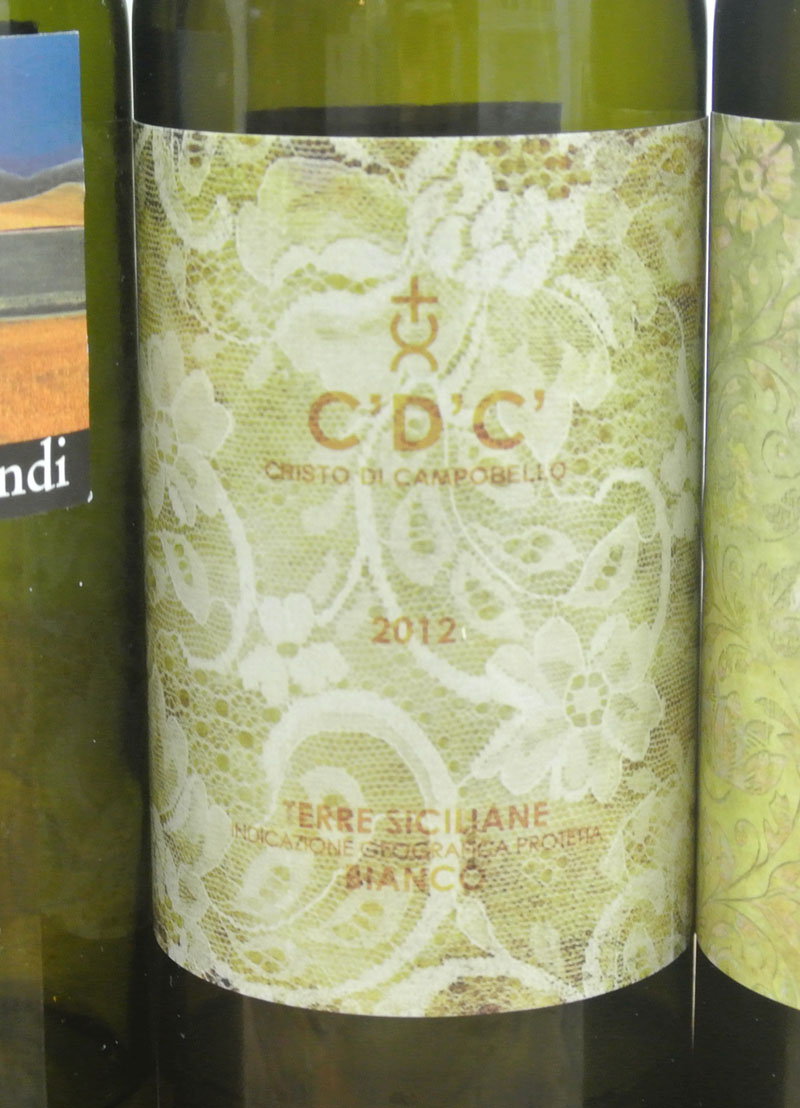 ndi
C'D'C'
CRISTO DI CAMPOBELLO
2012
TERRE SICILIANE
INDICAZIONE GEOGRAFICA PROTETTA
BIANCO